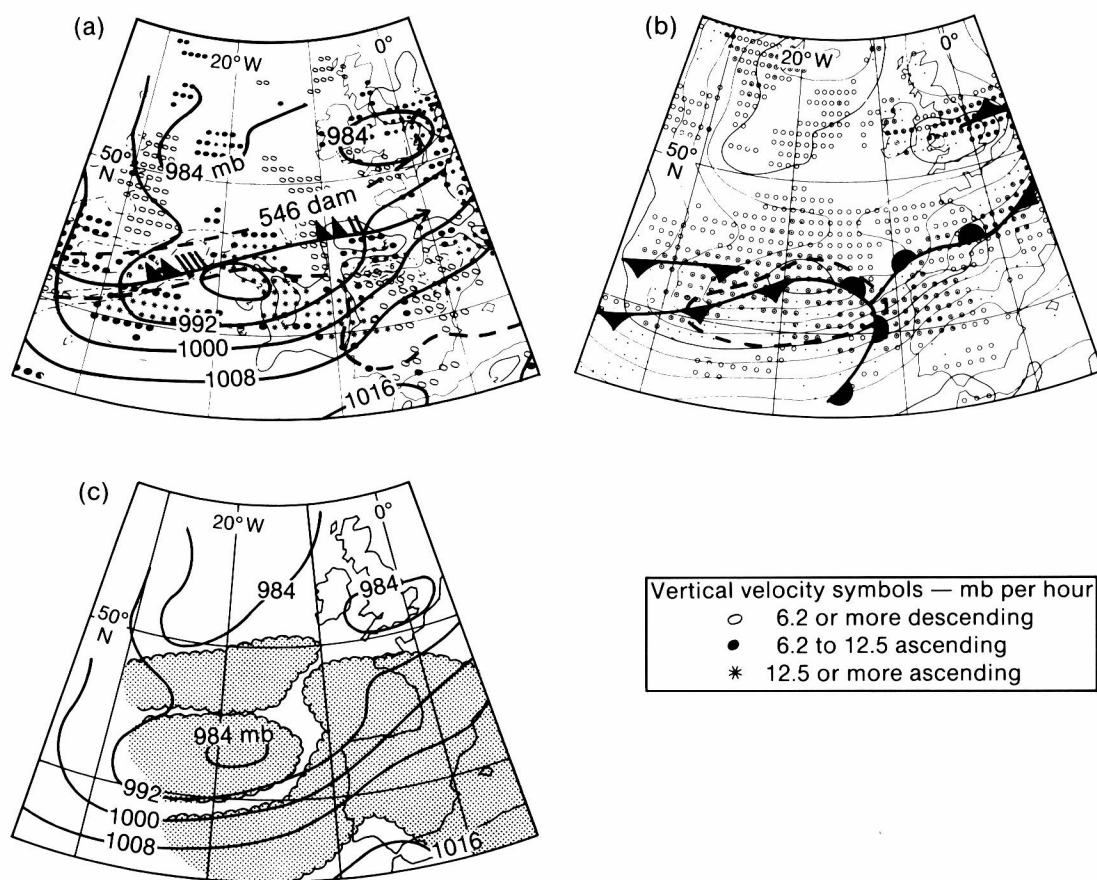 (a)
0°
20° W
984
50°
N
984 mb
546 dam
992
1000
1008
1016
(b)
0°
20° W
50°
N
(c)
0°
20° W
984
984
50°
N
984 mb
992
1000
1008
1016
Vertical velocity symbols — mb per hour
6.2 or more descending
6.2 to 12.5 ascending
12.5 or more ascending